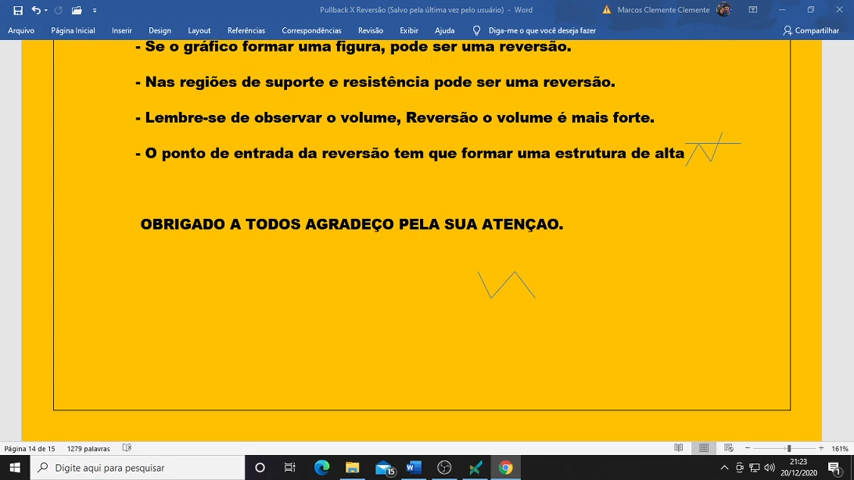 Pullback X Reversão (Salvo pela última vez pelo usuário) - Word
Marcos Clemente Clemente
Arquivo Página Inicial Inserir Design Layout Referências Correspondências Revisão Exibir Ajuda Diga-me o que você deseja fazer Compartilhar
- Se o gráfico formar uma figura, pode ser uma reversão.
- Nas regiões de suporte e resistência pode ser uma reversão.
- Lembre-se de observar o volume, Reversão o volume é mais forte.
- O ponto de entrada da reversão tem que formar uma estrutura de alta
OBRIGADO A TODOS AGRADEÇO PELA SUA ATENÇAO.
Página 14 de 15 1279 palavras 161%
Digite aqui para pesquisar
15
21:23
20/12/2020
1